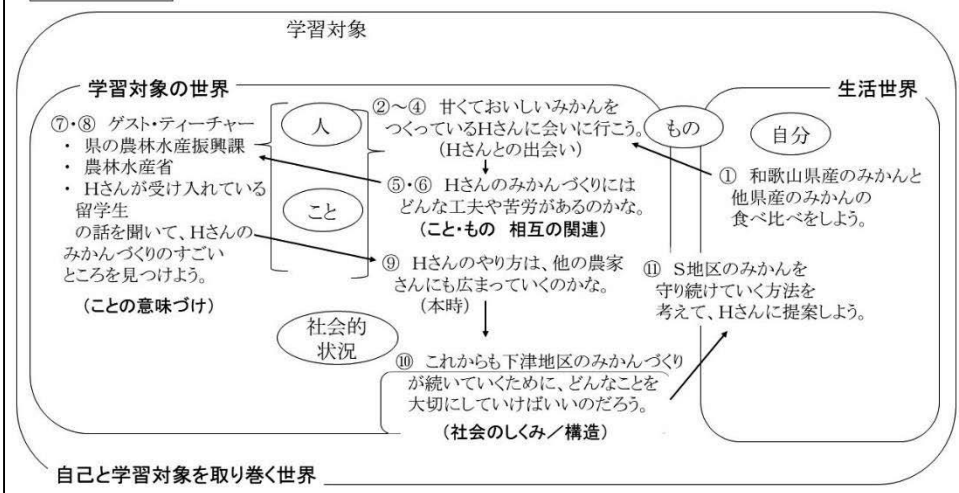 学習対象
学習対象の世界
生活世界
⑦・⑧ ゲスト・ティーチャー
・ 県の農林水産振興課
・ 農林水産省
・ Hさんが受け入れている
留学生
の話を聞いて、Hさんの
みかんづくりのすごい
ところを見つけよう。
(ことの意味づけ)
人
こと
社会的
状況
②～④ 甘くておいしいみかんを
つくっているHさんに会いに行こう。
(Hさんとの出会い)
⑤・⑥ Hさんのみかんづくりには
どんな工夫や苦労があるのかな。
(こと・もの 相互の関連)
⑨ Hさんのやり方は、他の農家
さんにも広まっていくのかな。
(本時)
⑩ これからも下津地区のみかんづくり
が続いていくために、どんなことを
大切にしていけばいいのだろう。
(社会のしくみ／構造)
もの
自分
① 和歌山県産のみかんと
他県産のみかんの
食べ比べをしよう。
⑪ S地区のみかんを
守り続けていく方法を
考えて、Hさんに提案しよう。
自己と学習対象を取り巻く世界